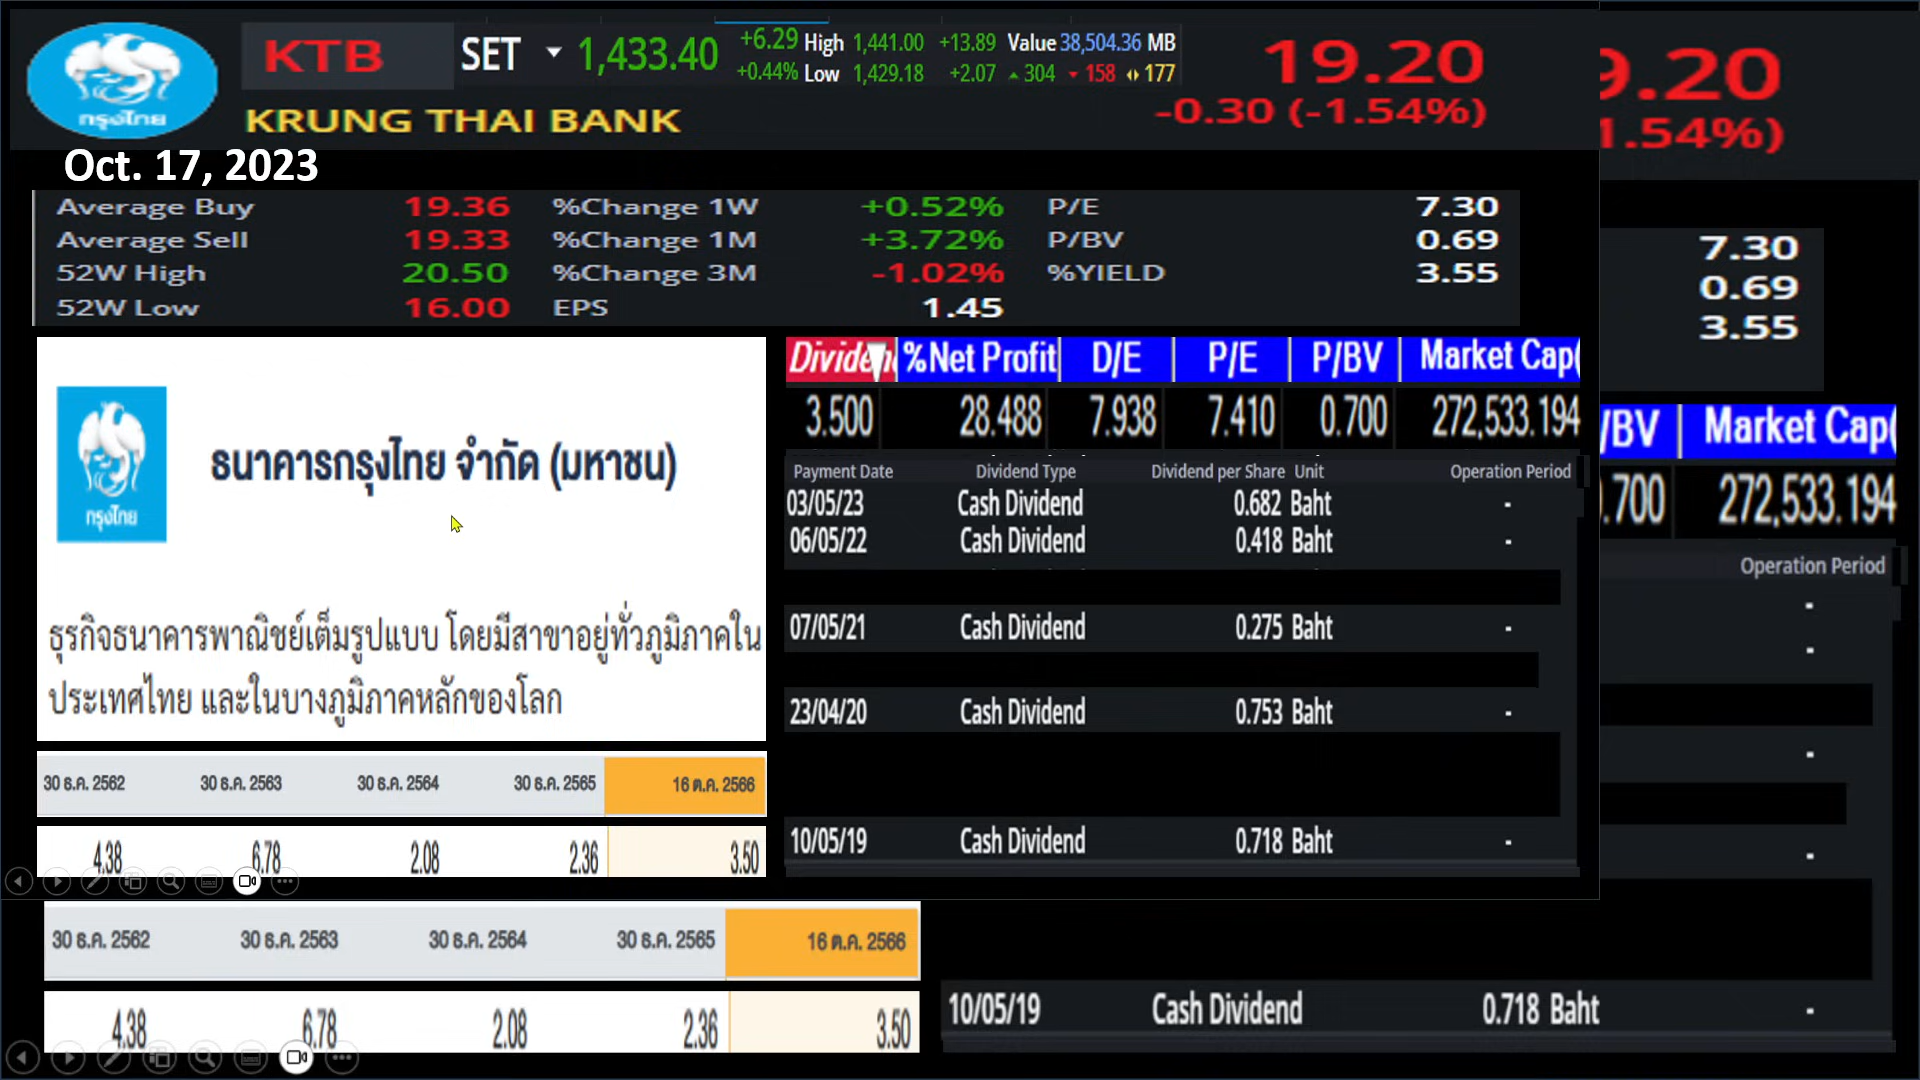 กรุงไทย
KTB
SET
1,433.40
+6.29 High 1,441.00 +13.89 Value 38,504.36 MB
+0.44% Low 1,429.18 +2.07 304 158 177
19.20
-0.30 (-1.54%)
KRUNG THAI BANK
Oct. 17, 2023
9.20
1.54%)
Average Buy 19.36 %Change 1W +0.52% P/E 7.30
Average Sell 19.33 %Change 1M +3.72% P/BV 0.69
52W High 20.50 %Change 3M -1.02% %YIELD 3.55
52W Low 16.00 EPS 1.45
7.30
0.69
3.55
กรุงไทย
ธนาคารกรุงไทย จำกัด (มหาชน)
ธุรกิจธนาคารพาณิชย์เต็มรูปแบบ โดยมีสาขาอยู่ทั่วภูมิภาคใน
ประเทศไทย และในบางภูมิภาคหลักของโลก
%Net Profit D/E P/E P/BV Market Cap(
3.500 28.488 7.938 7.410 0.700 272,533.194
Payment Date Dividend Type Dividend per Share Unit Operation Period
03/05/23 Cash Dividend 0.682 Baht -
06/05/22 Cash Dividend 0.418 Baht -
07/05/21 Cash Dividend 0.275 Baht -
23/04/20 Cash Dividend 0.753 Baht -
10/05/19 Cash Dividend 0.718 Baht -
/BV Market Cap(
).700 272,533.194
Operation Period
-
-
-
-
30 ธ.ค. 2562 30 ธ.ค. 2563 30 ธ.ค. 2564 30 ธ.ค. 2565 16 ต.ค. 2566
4.38 6.78 2.08 2.36 3.50
30 ธ.ค. 2562 30 ธ.ค. 2563 30 ธ.ค. 2564 30 ธ.ค. 2565 16 ต.ค. 2566
4.38 6.78 2.08 2.36 3.50
10/05/19 Cash Dividend 0.718 Baht -